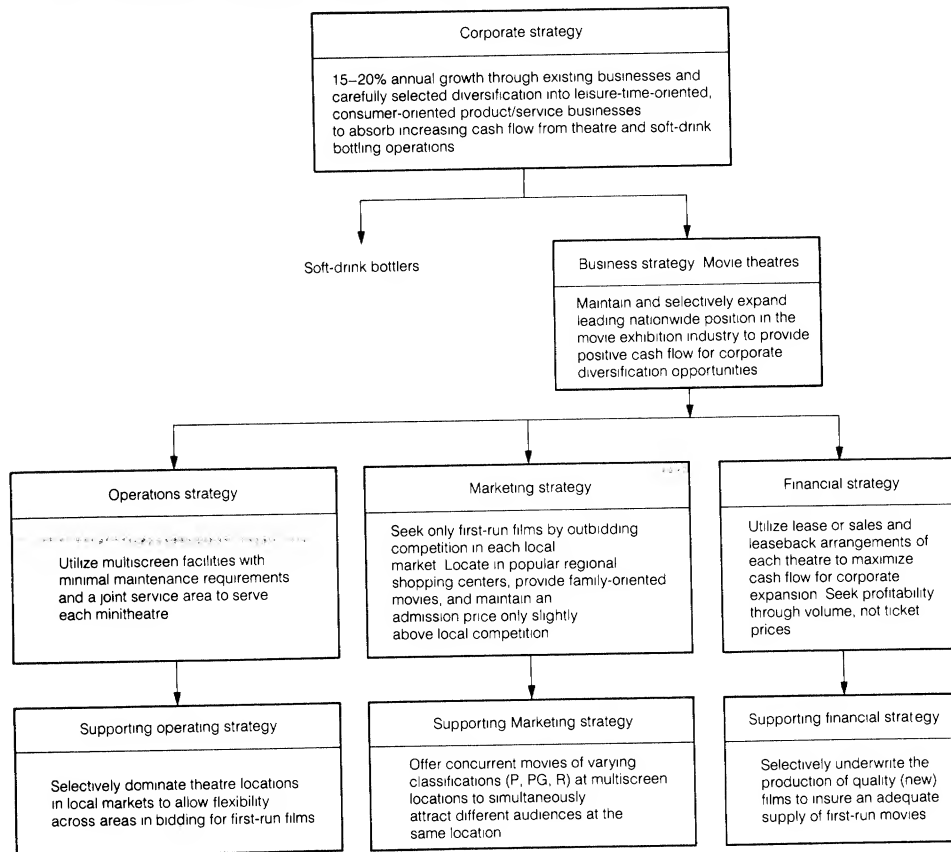 Corporate strategy
15–20% annual growth through existing businesses and
carefully selected diversification into leisure-time-oriented,
consumer-oriented product/service businesses
to absorb increasing cash flow from theatre and soft-drink
bottling operations
Soft-drink bottlers
Business strategy Movie theatres
Maintain and selectively expand
leading nationwide position in the
movie exhibition industry to provide
positive cash flow for corporate
diversification opportunities
Operations strategy
Utilize multiscreen facilities with
minimal maintenance requirements
and a joint service area to serve
each minitheatre
Marketing strategy
Seek only first-run films by outbidding
competition in each local
market Locate in popular regional
shopping centers, provide family-oriented
movies, and maintain an
admission price only slightly
above local competition
Financial strategy
Utilize lease or sales and
leaseback arrangements of
each theatre to maximize
cash flow for corporate
expansion Seek profitability
through volume, not ticket
prices
Supporting operating strategy
Selectively dominate theatre locations
in local markets to allow flexibility
across areas in bidding for first-run films
Supporting Marketing strategy
Offer concurrent movies of varying
classifications (P, PG, R) at multiscreen
locations to simultaneously
attract different audiences at the
same location
Supporting financial strategy
Selectively underwrite the
production of quality (new)
films to insure an adequate
supply of first-run movies